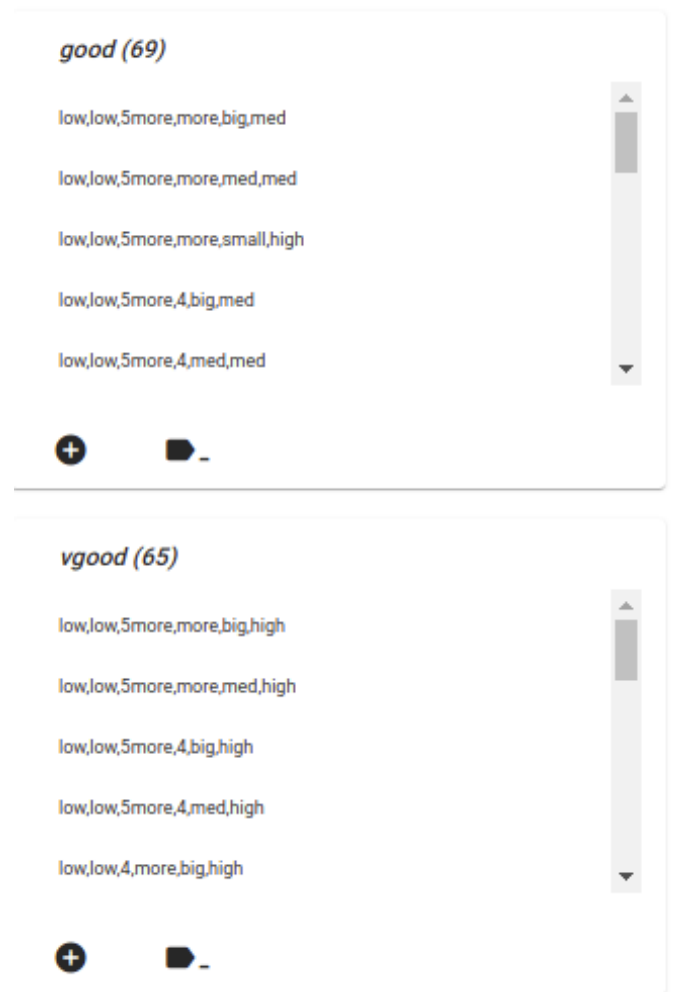 good (69)
low,low,5more,more,big,med
low,low,5more,more,med,med
low,low,5more,more,small,high
low,low,5more,4,big,med
low,low,5more,4,med,med
_
vgood (65)
low,low,5more,more,big,high
low,low,5more,more,med,high
low,low,5more,4,big,high
low,low,5more,4,med,high
low,low,4,more,big,high
_